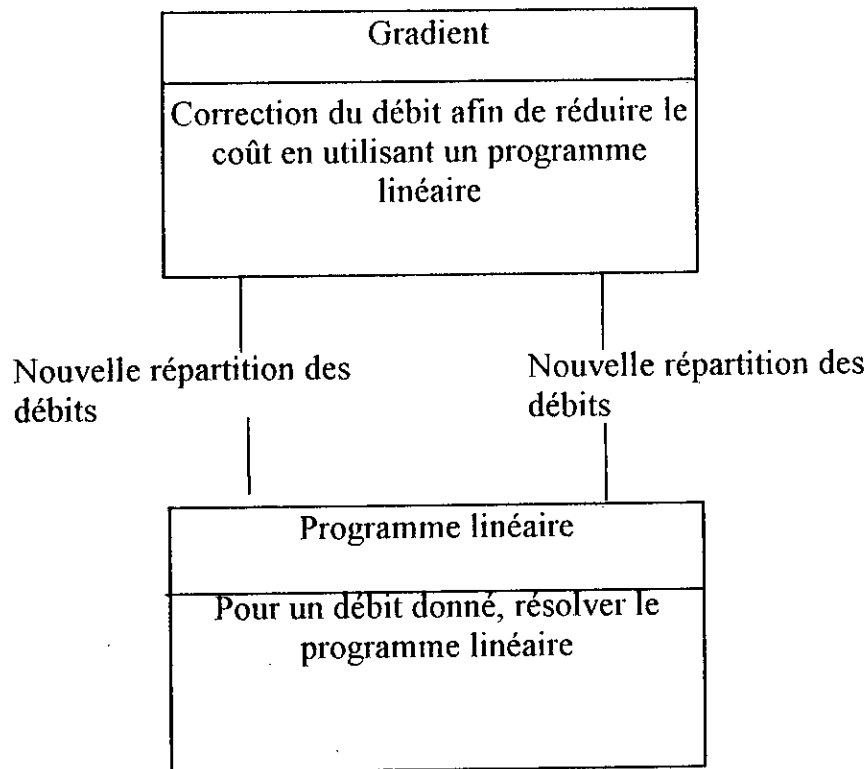 Gradient
Correction du débit afin de réduire le
coût en utilisant un programme
linéaire
Nouvelle répartition des
débits
Nouvelle répartition des
débits
Programme linéaire
Pour un débit donné, résolver le
programme linéaire